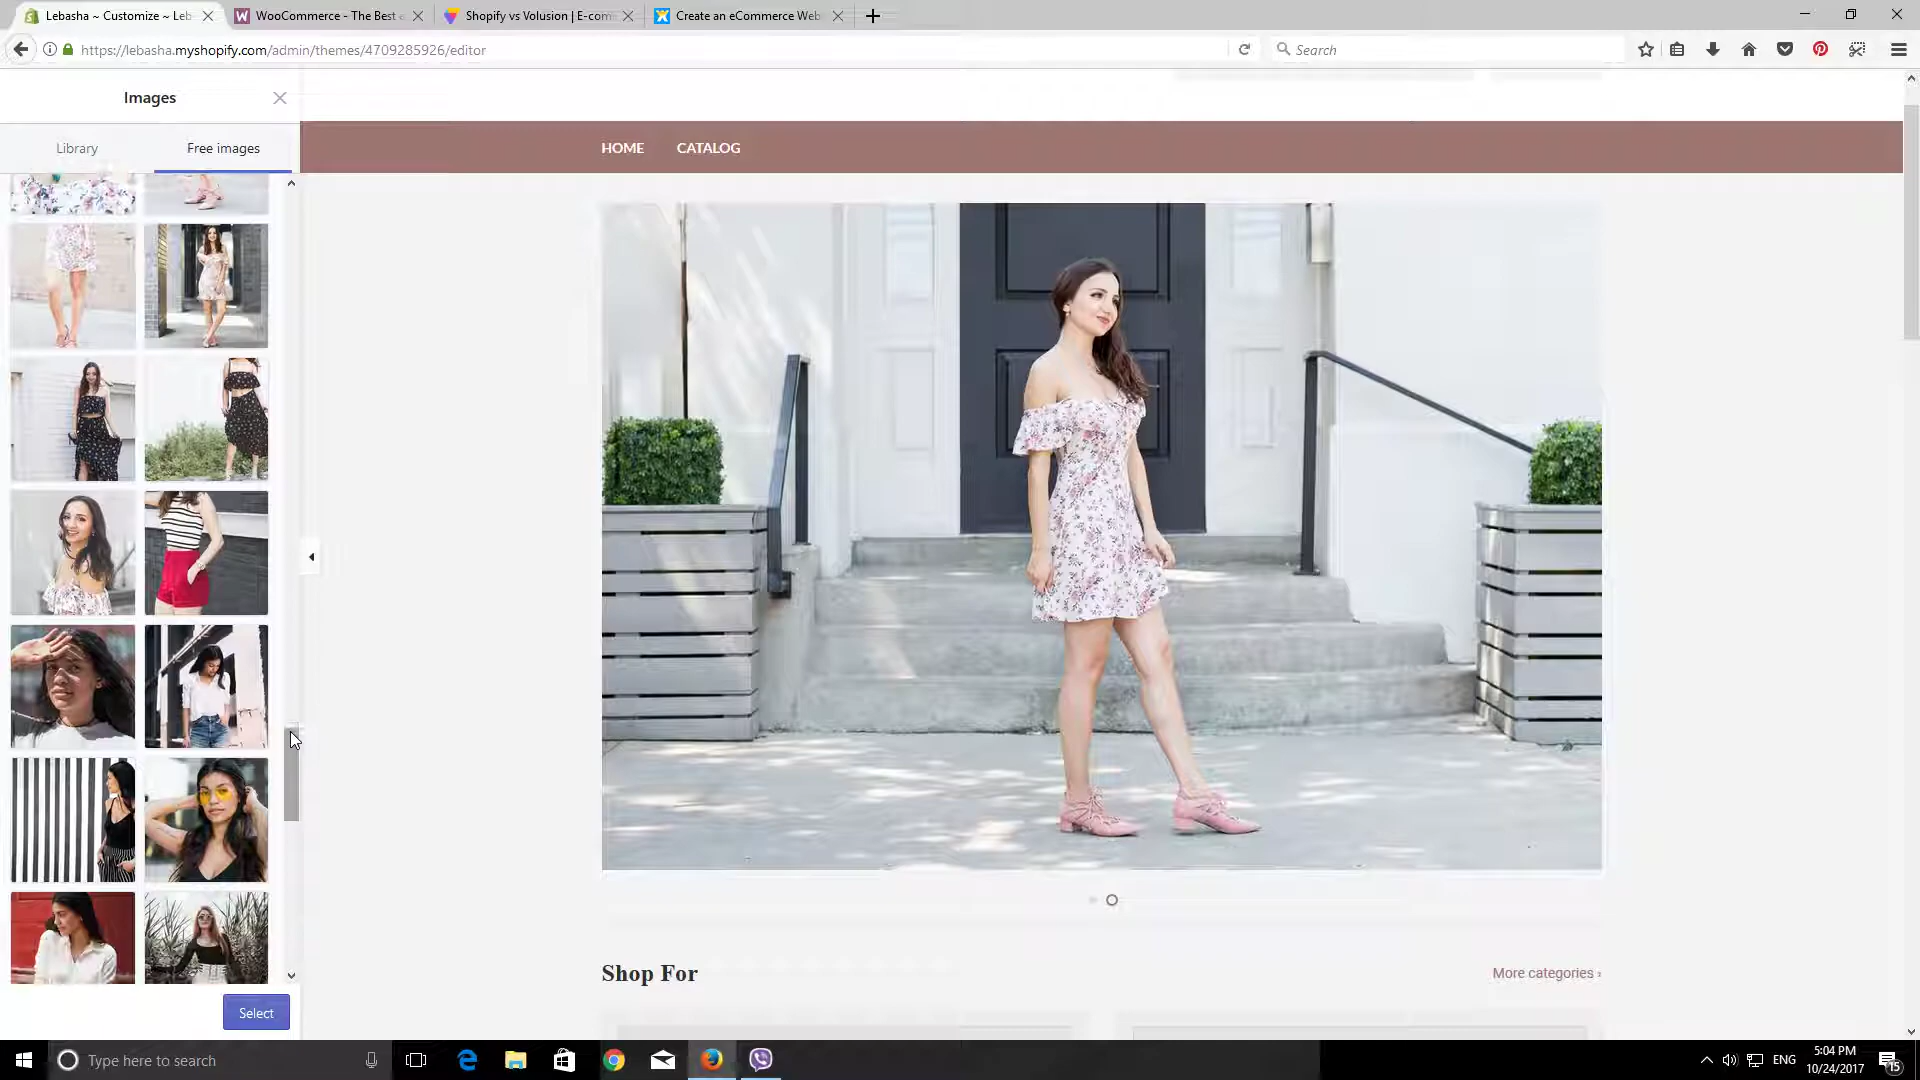 Lebasha ~ Customize ~ Leb
WooCommerce - The Best e
Shopify vs Volusion | E-com
Create an eCommerce Web
https://lebasha.myshopify.com/admin/themes/4709285926/editor
Search
Images
Library
Free images
HOME
CATALOG
Shop For
More categories ›
Select
Type here to search
ENG
5:04 PM
10/24/2017
15